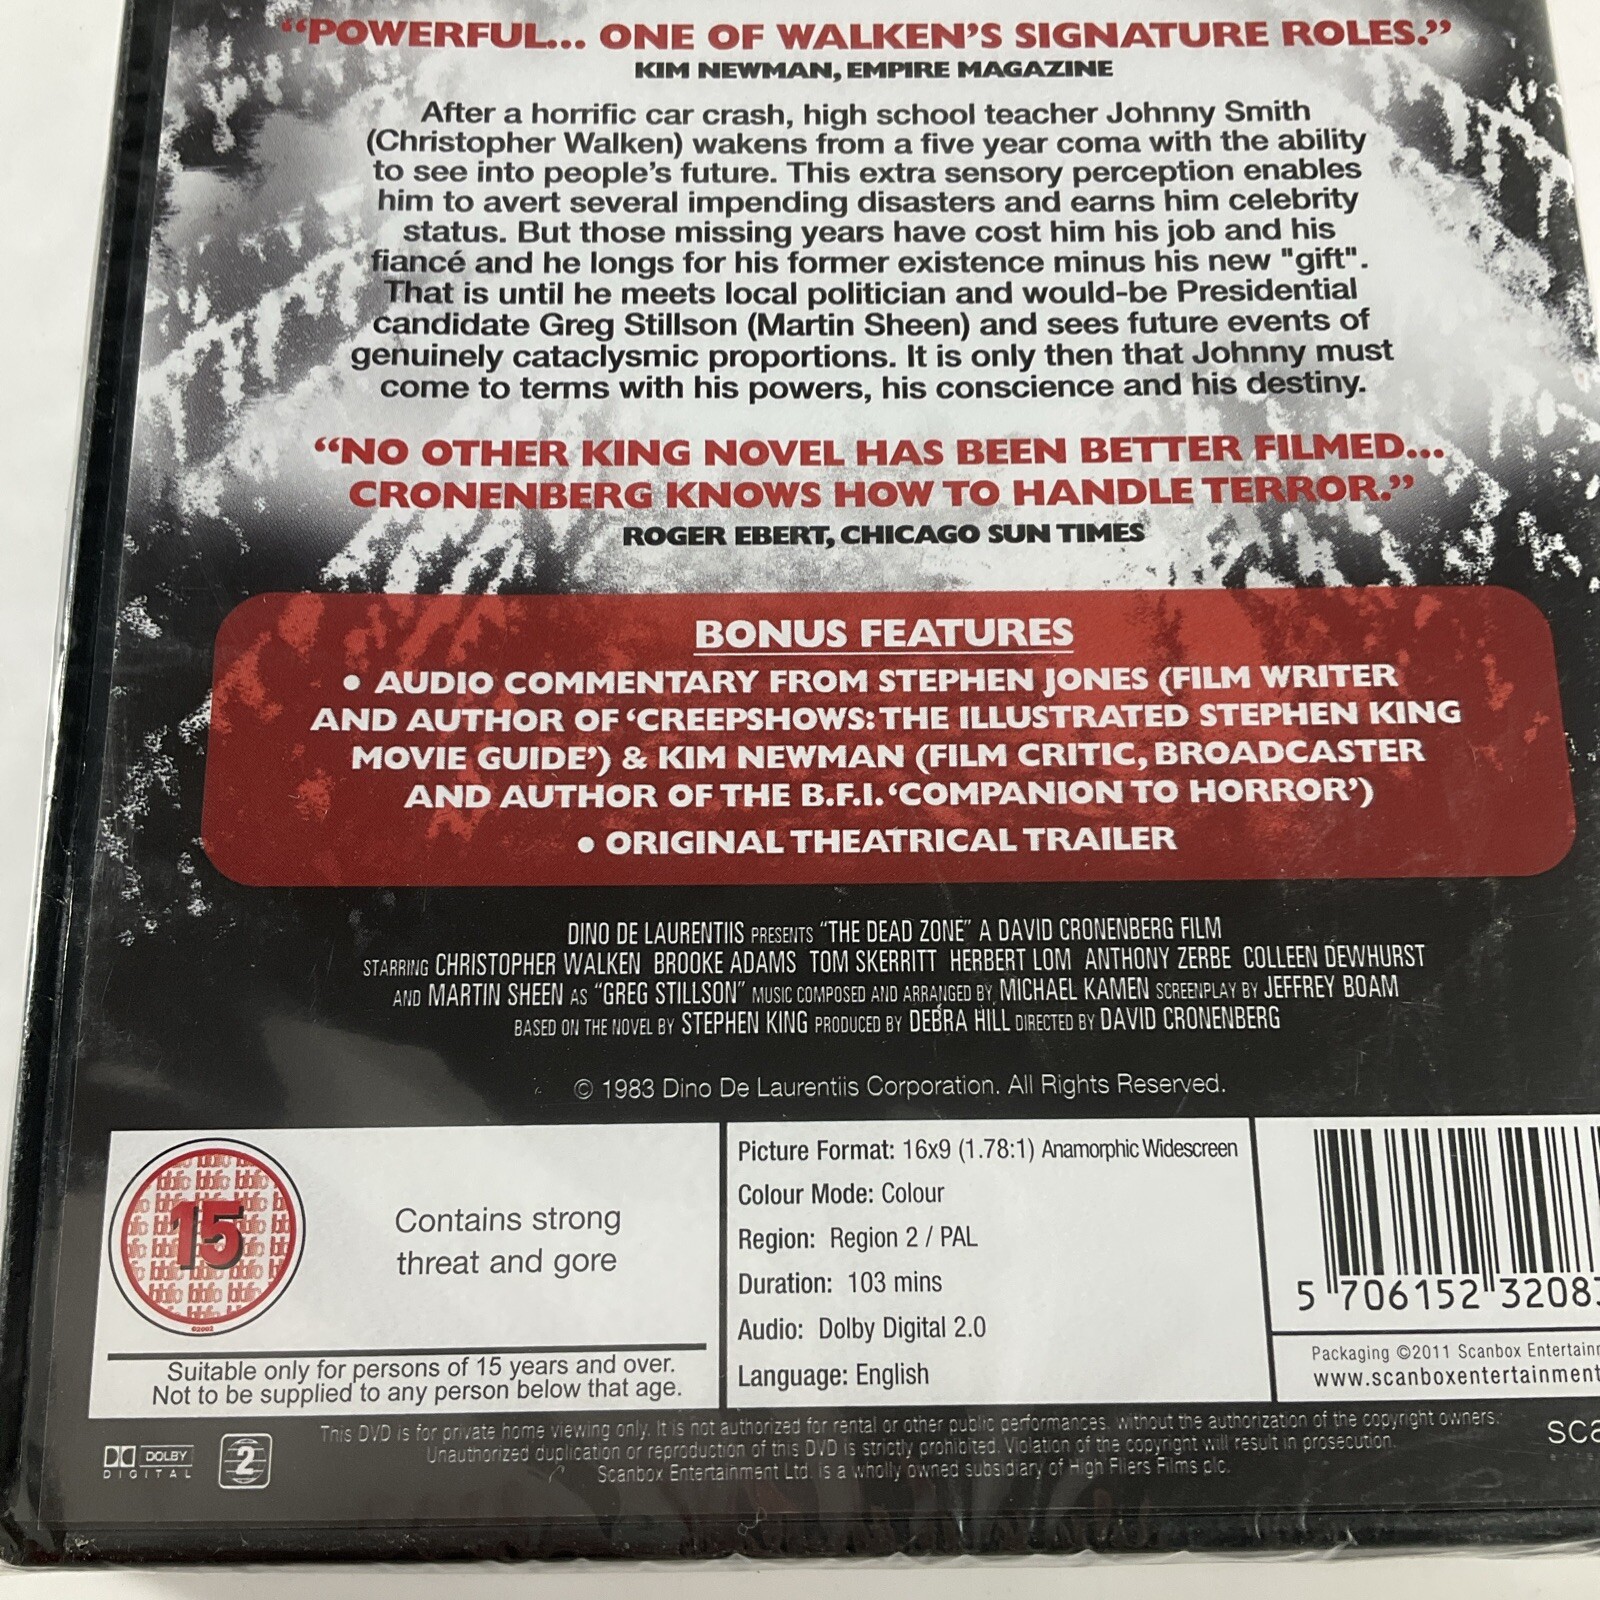 “POWERFUL... ONE OF WALKEN’S SIGNATURE ROLES.”
KIM NEWMAN, EMPIRE MAGAZINE
After a horrific car crash, high school teacher Johnny Smith
(Christopher Walken) wakens from a five year coma with the ability
to see into people’s future. This extra sensory perception enables
him to avert several impending disasters and earns him celebrity
status. But those missing years have cost him his job and his
fiancé and he longs for his former existence minus his new "gift".
That is until he meets local politician and would-be Presidential
candidate Greg Stillson (Martin Sheen) and sees future events of
genuinely cataclysmic proportions. It is only then that Johnny must
come to terms with his powers, his conscience and his destiny.
“NO OTHER KING NOVEL HAS BEEN BETTER FILMED...
CRONENBERG KNOWS HOW TO HANDLE TERROR.”
ROGER EBERT, CHICAGO SUN TIMES
BONUS FEATURES
• AUDIO COMMENTARY FROM STEPHEN JONES (FILM WRITER
AND AUTHOR OF ‘CREEPSHOWS: THE ILLUSTRATED STEPHEN KING
MOVIE GUIDE’) & KIM NEWMAN (FILM CRITIC, BROADCASTER
AND AUTHOR OF THE B.F.I. ‘COMPANION TO HORROR’)
• ORIGINAL THEATRICAL TRAILER
DINO DE LAURENTIIS PRESENTS “THE DEAD ZONE” A DAVID CRONENBERG FILM
STARRING CHRISTOPHER WALKEN BROOKE ADAMS TOM SKERRITT HERBERT LOM ANTHONY ZERBE COLLEEN DEWHURST
AND MARTIN SHEEN AS “GREG STILLSON” MUSIC COMPOSED AND ARRANGED BY MICHAEL KAMEN SCREENPLAY BY JEFFREY BOAM
BASED ON THE NOVEL BY STEPHEN KING PRODUCED BY DEBRA HILL DIRECTED BY DAVID CRONENBERG
© 1983 Dino De Laurentiis Corporation. All Rights Reserved.
15
Contains strong
threat and gore
Suitable only for persons of 15 years and over.
Not to be supplied to any person below that age.
Picture Format: 16x9 (1.78:1) Anamorphic Widescreen
Colour Mode: Colour
Region: Region 2 / PAL
Duration: 103 mins
Audio: Dolby Digital 2.0
Language: English
5 706152 3208
Packaging ©2011 Scanbox Entertainm
www.scanboxentertainment
DOLBY
DIGITAL
2
This DVD is for private home viewing only. It is not authorized for rental or other public performances, without the authorization of the copyright owners.
Unauthorized duplication or reproduction of this DVD is strictly prohibited. Violation of the copyright will result in prosecution.
Scanbox Entertainment Ltd. is a wholly owned subsidiary of High Fliers Films plc.
sca